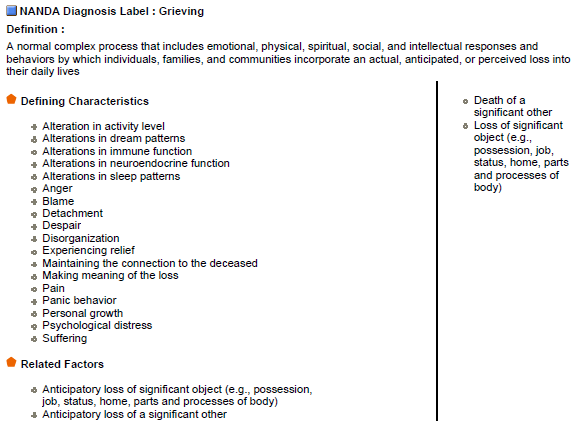 NANDA Diagnosis Label : Grieving
Definition :
A normal complex process that includes emotional, physical, spiritual, social, and intellectual responses and
behaviors by which individuals, families, and communities incorporate an actual, anticipated, or perceived loss into
their daily lives
Defining Characteristics
Alteration in activity level
Alterations in dream patterns
Alterations in immune function
Alterations in neuroendocrine function
Alterations in sleep patterns
Anger
Blame
Detachment
Despair
Disorganization
Experiencing relief
Maintaining the connection to the deceased
Making meaning of the loss
Pain
Panic behavior
Personal growth
Psychological distress
Suffering
Related Factors
Anticipatory loss of significant object (e.g., possession,
job, status, home, parts and processes of body)
Anticipatory loss of a significant other
Death of a
significant other
Loss of significant
object (e.g.,
possession, job,
status, home, parts
and processes of
body)